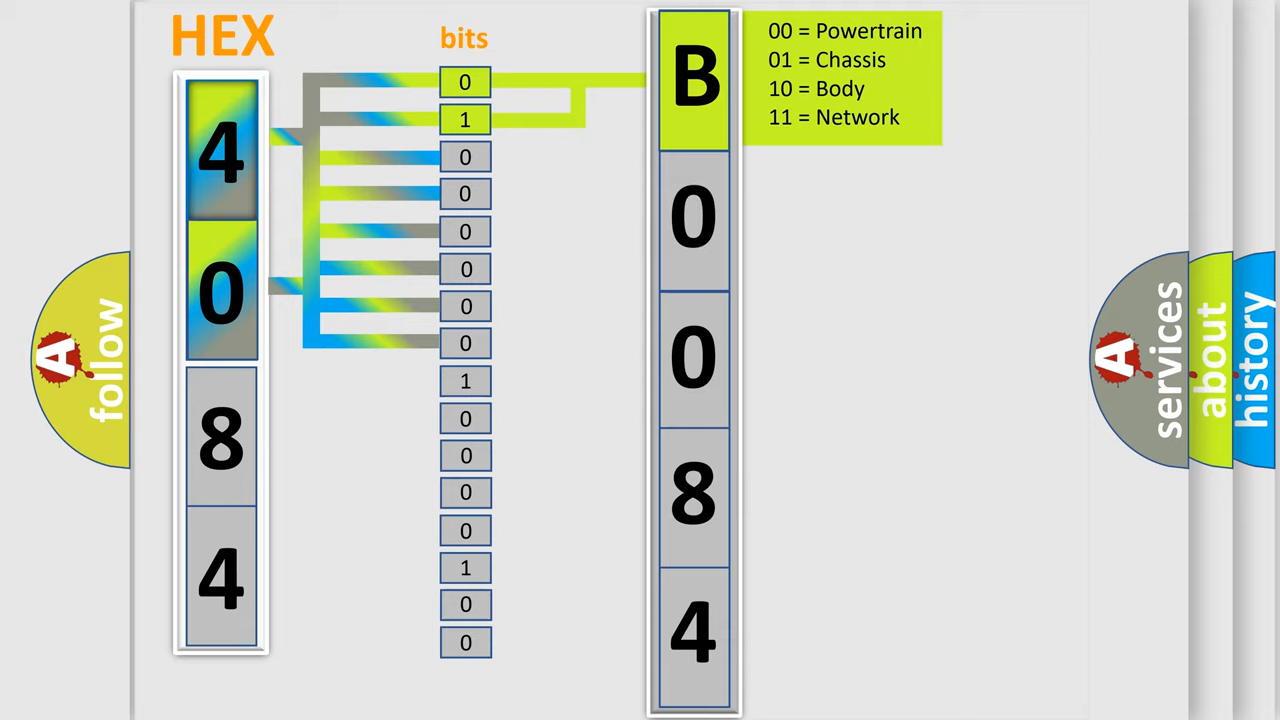 HEX
bits
4
0
8
4
0
1
0
0
0
0
0
0
1
0
0
0
0
1
0
0
B
0
0
8
4
00 = Powertrain
01 = Chassis
10 = Body
11 = Network
A
follow
A
services
about
history